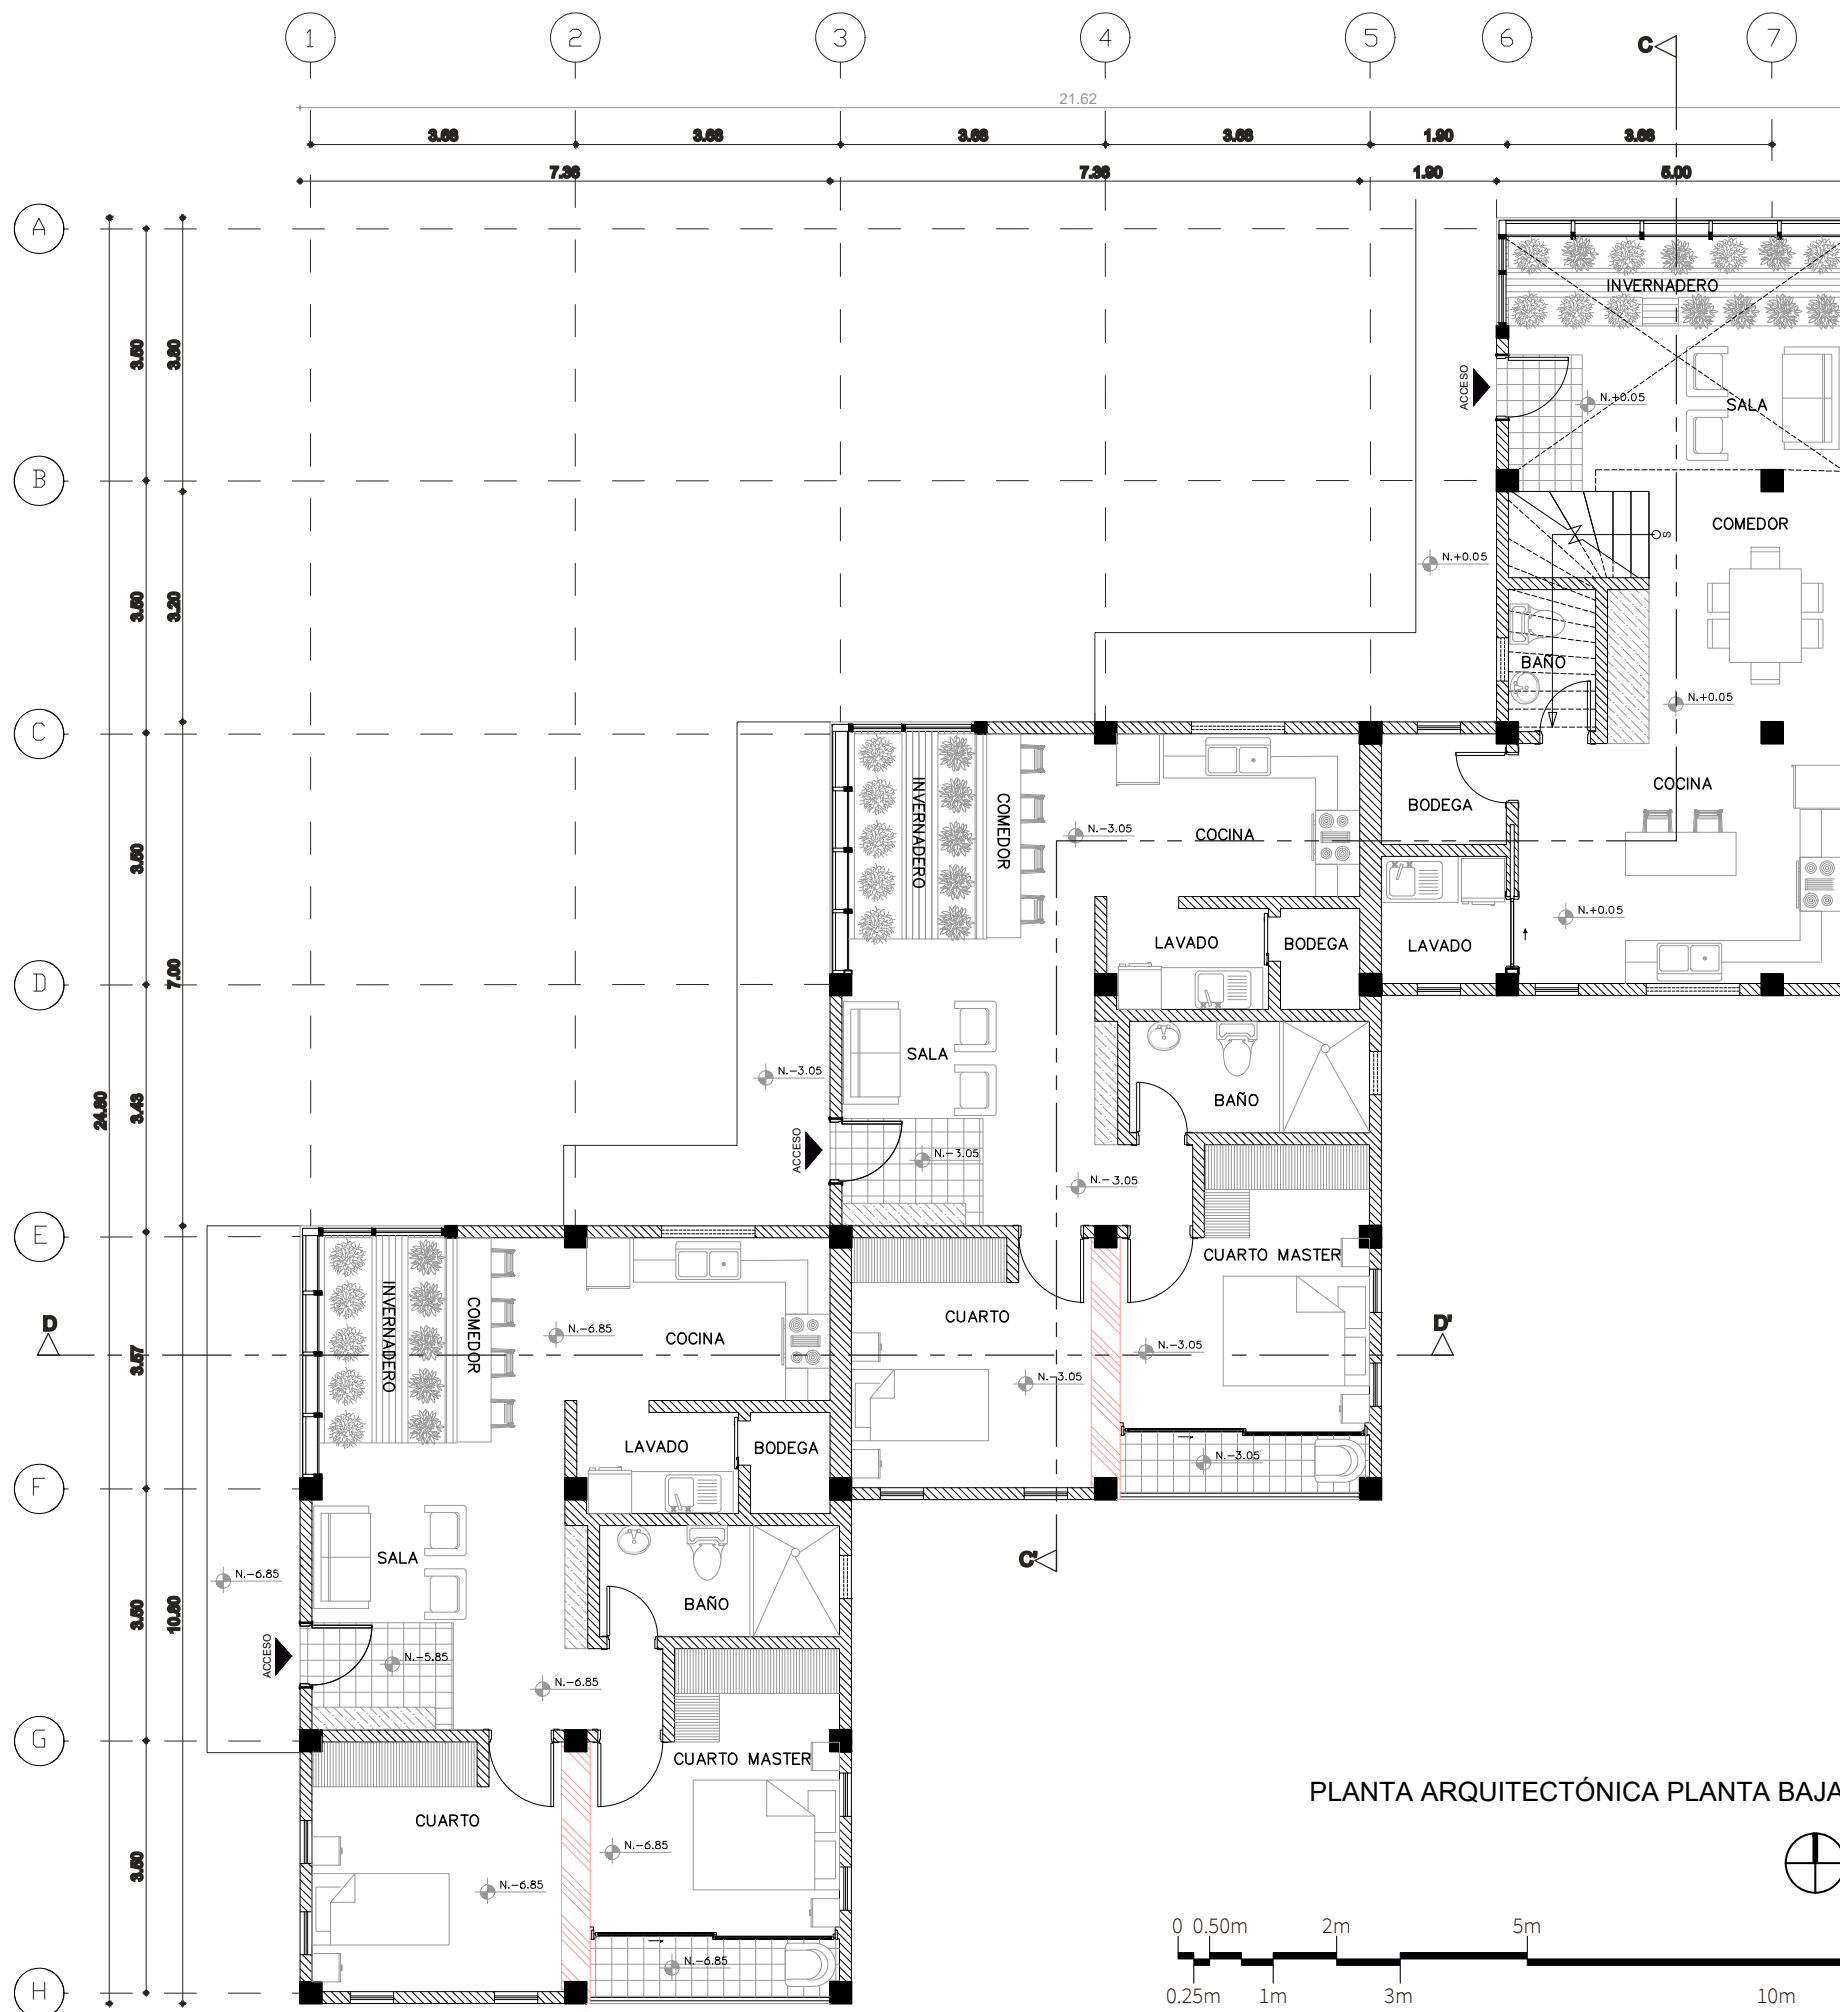 1 2 3 4 5 6 7
C
21.62
3.68 3.68 3.68 3.68 1.90 3.68
7.36 7.36 1.90 5.00
A
INVERNADERO
3.50 3.60
ACCESO
N.+0.05
SALA
B
COMEDOR
S
N.+0.05
3.50 3.20
BAÑO
N.+0.05
C
INVERNADERO
COMEDOR
N.-3.05
COCINA
BODEGA
COCINA
3.50
N.+0.05
LAVADO
BODEGA
LAVADO
7.00
D
SALA
N.-3.05
24.60
3.43
BAÑO
ACCESO
N.-3.05
N.-3.05
E
CUARTO MASTER
INVERNADERO
COMEDOR
CUARTO
D
N.-6.85
COCINA
D'
3.57
N.-3.05
N.-3.05
LAVADO
BODEGA
N.-3.05
F
SALA
C'
N.-6.85
3.50
10.60
BAÑO
ACCESO
N.-5.85
N.-6.85
G
CUARTO MASTER
PLANTA ARQUITECTÓNICA PLANTA BAJA
CUARTO
N.-6.85
3.50
N.-6.85
0 0.50m 2m 5m
N.-6.85
H
0.25m 1m 3m 10m